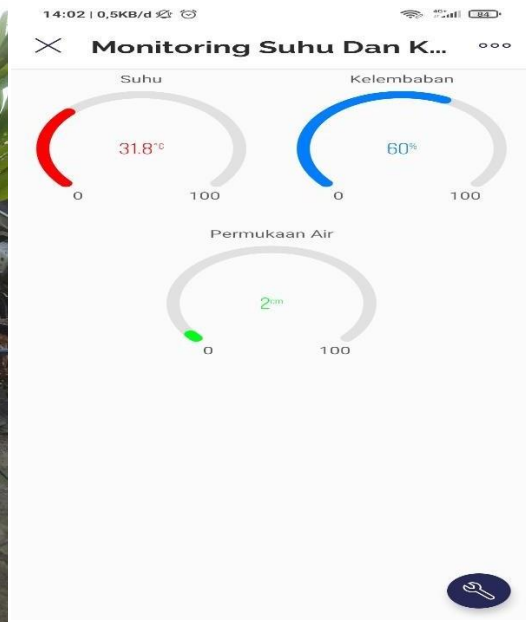 14:02 | 0,5KB/d
84
Monitoring Suhu Dan K...
Suhu
Kelembaban
31.8°C
60%
0
100
0
100
Permukaan Air
2cm
0
100